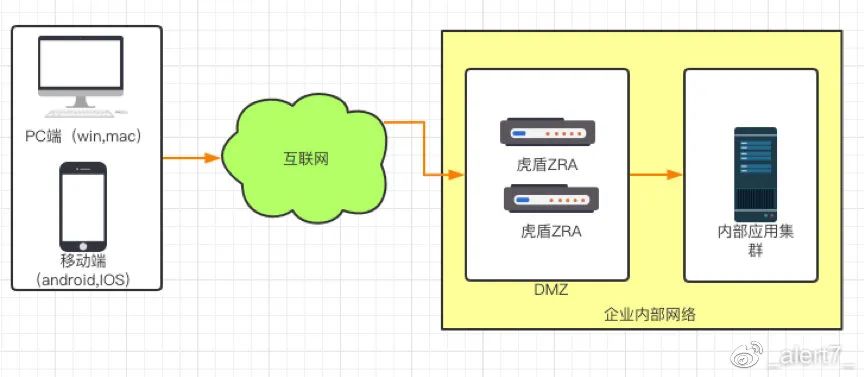 PC端（win,mac）
移动端
(android,IOS)
互联网
虎盾ZRA
虎盾ZRA
DMZ
内部应用集
群
企业内部网络
_alert7_